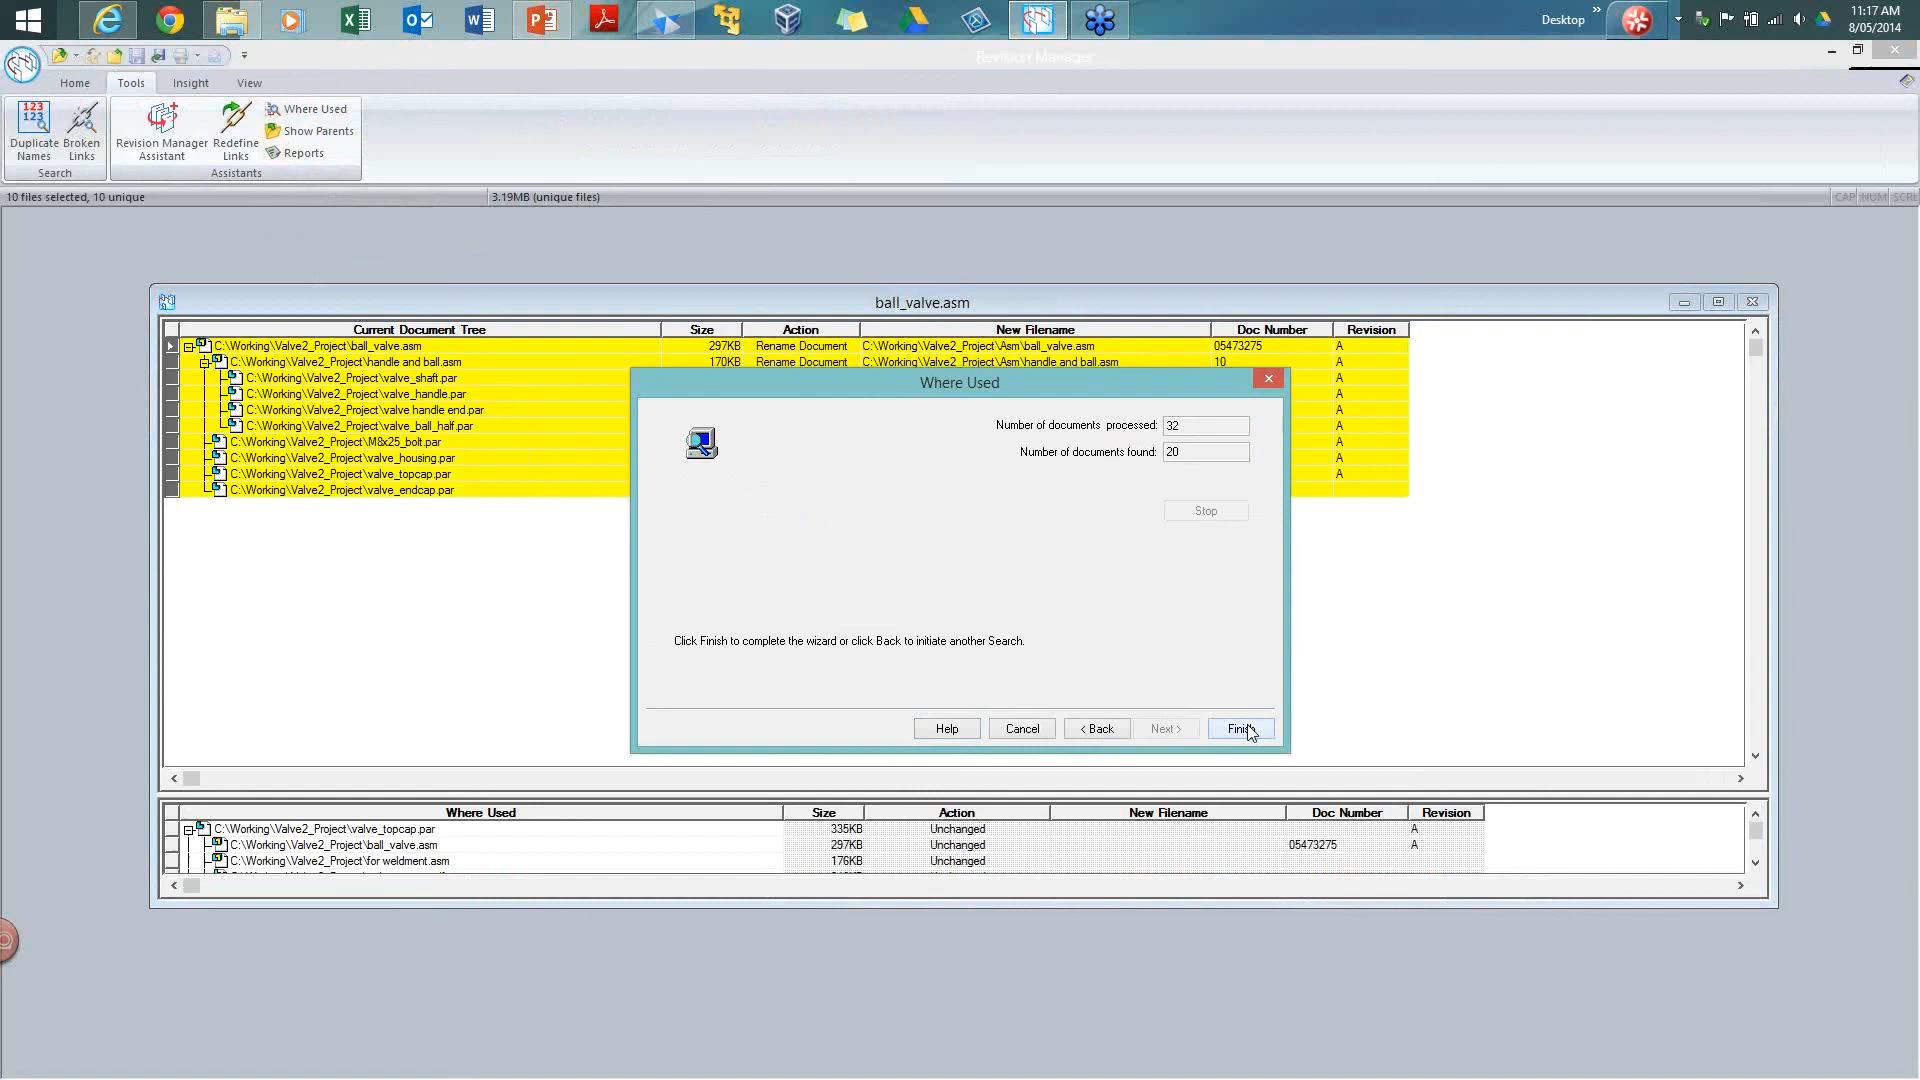 Desktop
»
11:17 AM
8/05/2014
Revision Manager
Home Tools Insight View
Duplicate Names
Broken Links
Search
Revision Manager Assistant
Redefine Links
Where Used
Show Parents
Reports
Assistants
10 files selected, 10 unique 3.19MB (unique files) CAP NUM SCRL
ball_valve.asm
Current Document Tree Size Action New Filename Doc Number Revision
C:\Working\Valve2_Project\ball_valve.asm 297KB Rename Document C:\Working\Valve2_Project\Asm\ball_valve.asm 05473275 A
C:\Working\Valve2_Project\handle and ball.asm 170KB Rename Document C:\Working\Valve2_Project\Asm\handle and ball.asm 10 A
C:\Working\Valve2_Project\valve_shaft.par A
C:\Working\Valve2_Project\valve_handle.par A
C:\Working\Valve2_Project\valve handle end.par A
C:\Working\Valve2_Project\valve_ball_half.par A
C:\Working\Valve2_Project\M8x25_bolt.par A
C:\Working\Valve2_Project\valve_housing.par A
C:\Working\Valve2_Project\valve_topcap.par A
C:\Working\Valve2_Project\valve_endcap.par
Where Used
Number of documents processed: 32
Number of documents found: 20
Stop
Click Finish to complete the wizard or click Back to initiate another Search.
Help Cancel < Back Next > Finish
Where Used Size Action New Filename Doc Number Revision
C:\Working\Valve2_Project\valve_topcap.par 335KB Unchanged A
C:\Working\Valve2_Project\ball_valve.asm 297KB Unchanged 05473275 A
C:\Working\Valve2_Project\for weldment.asm 176KB Unchanged